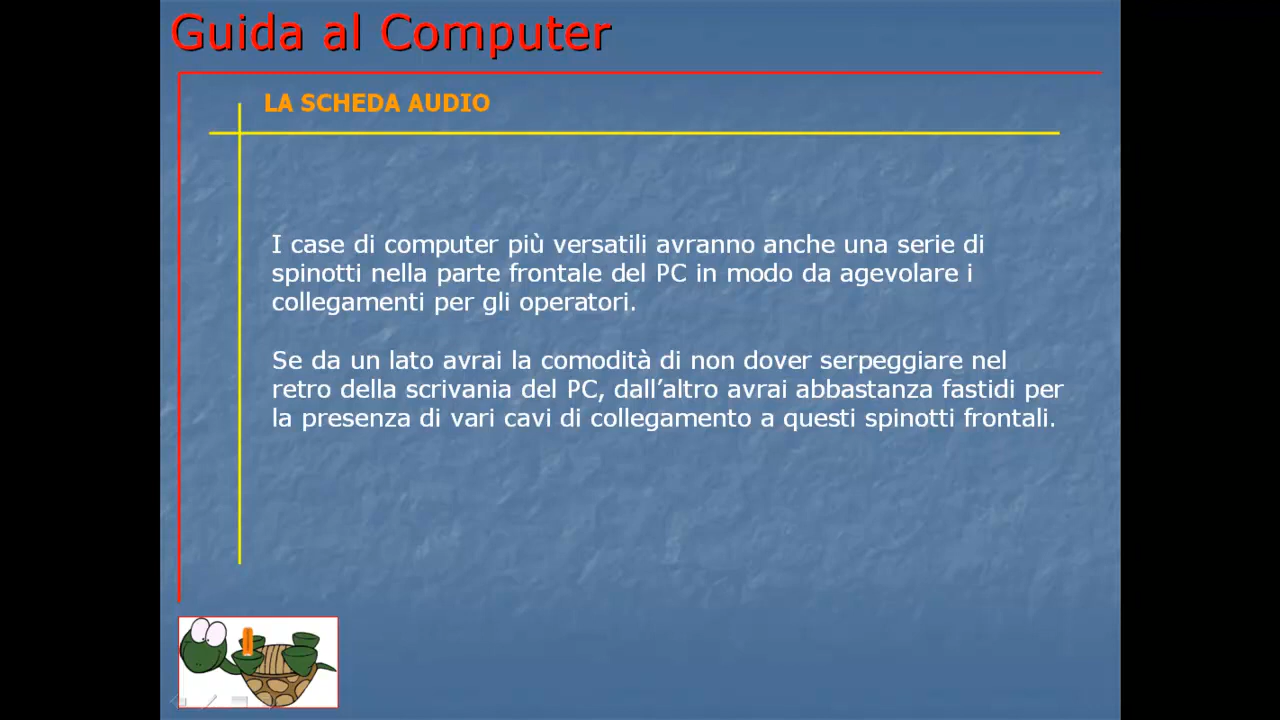 Guida al Computer
LA SCHEDA AUDIO
I case di computer più versatili avranno anche una serie di
spinotti nella parte frontale del PC in modo da agevolare i
collegamenti per gli operatori.
Se da un lato avrai la comodità di non dover serpeggiare nel
retro della scrivania del PC, dall’altro avrai abbastanza fastidi per
la presenza di vari cavi di collegamento a questi spinotti frontali.